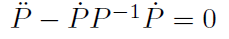 P̈ − ṖP⁻¹Ṗ = 0